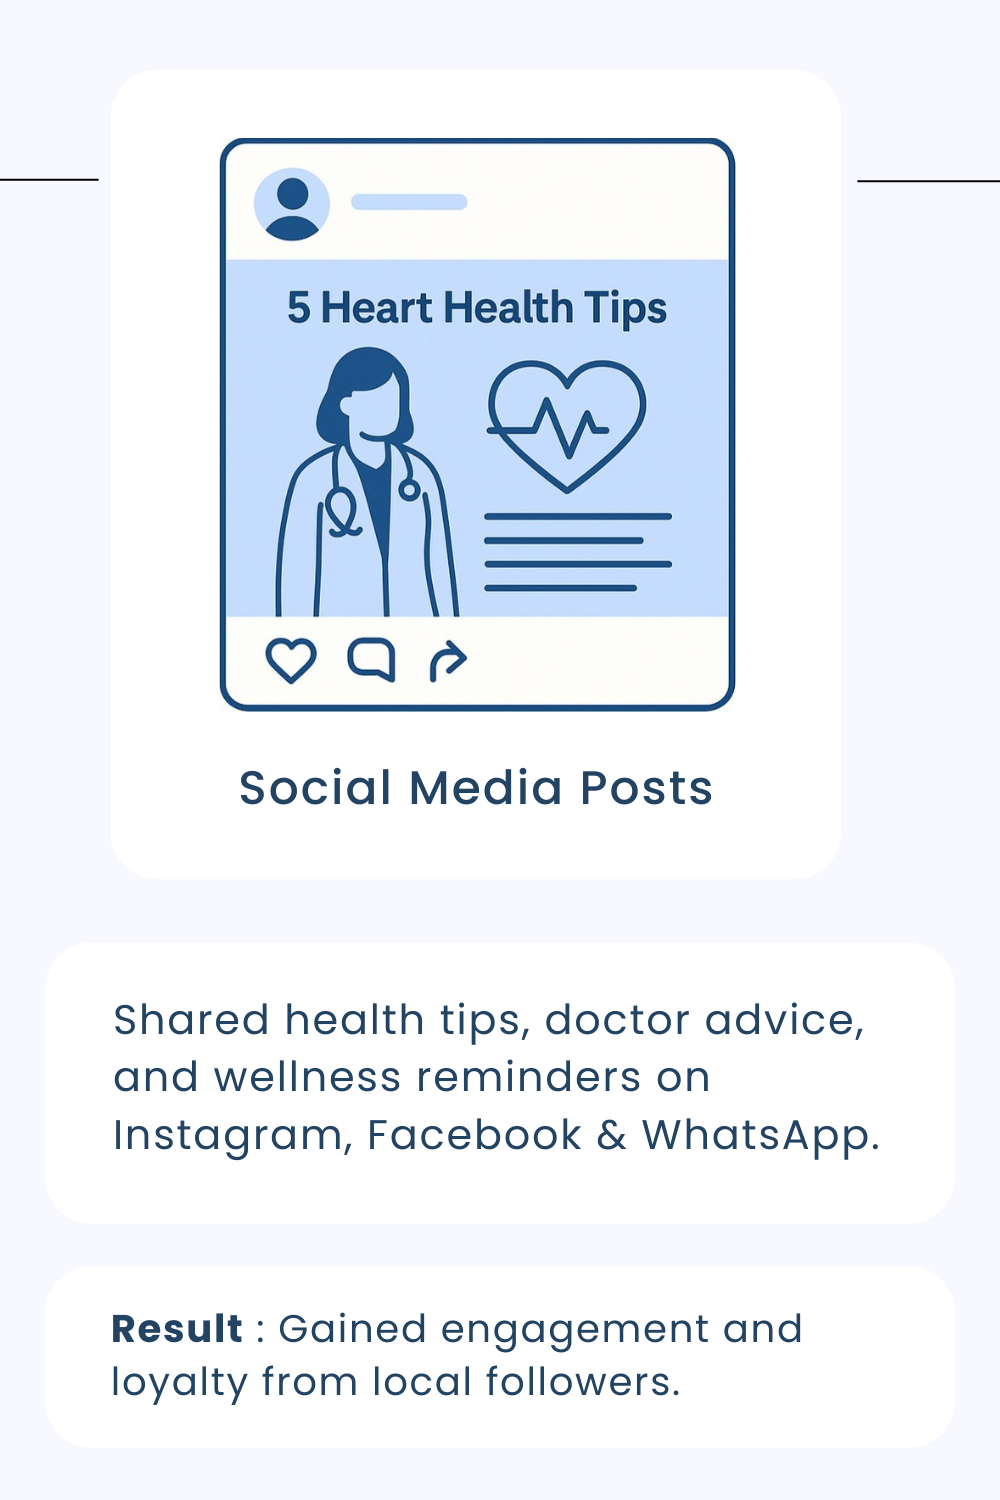 5 Heart Health Tips
Social Media Posts
Shared health tips, doctor advice,
and wellness reminders on
Instagram, Facebook & WhatsApp.
Result : Gained engagement and
loyalty from local followers.